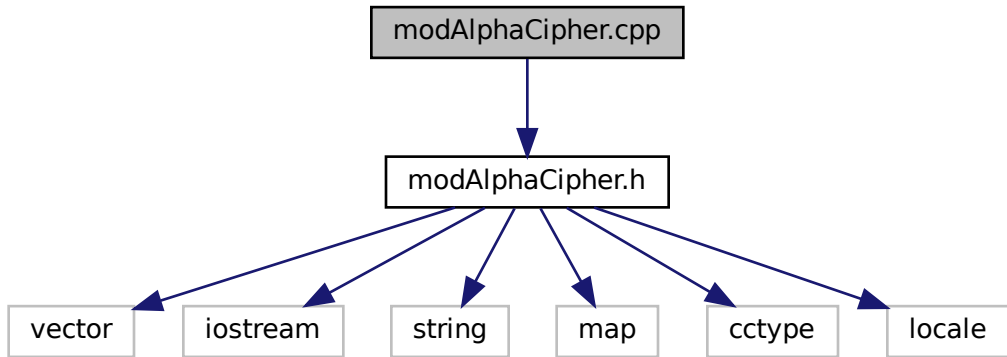 modAlphaCipher.cpp
modAlphaCipher.h
vector
iostream
string
map
cctype
locale